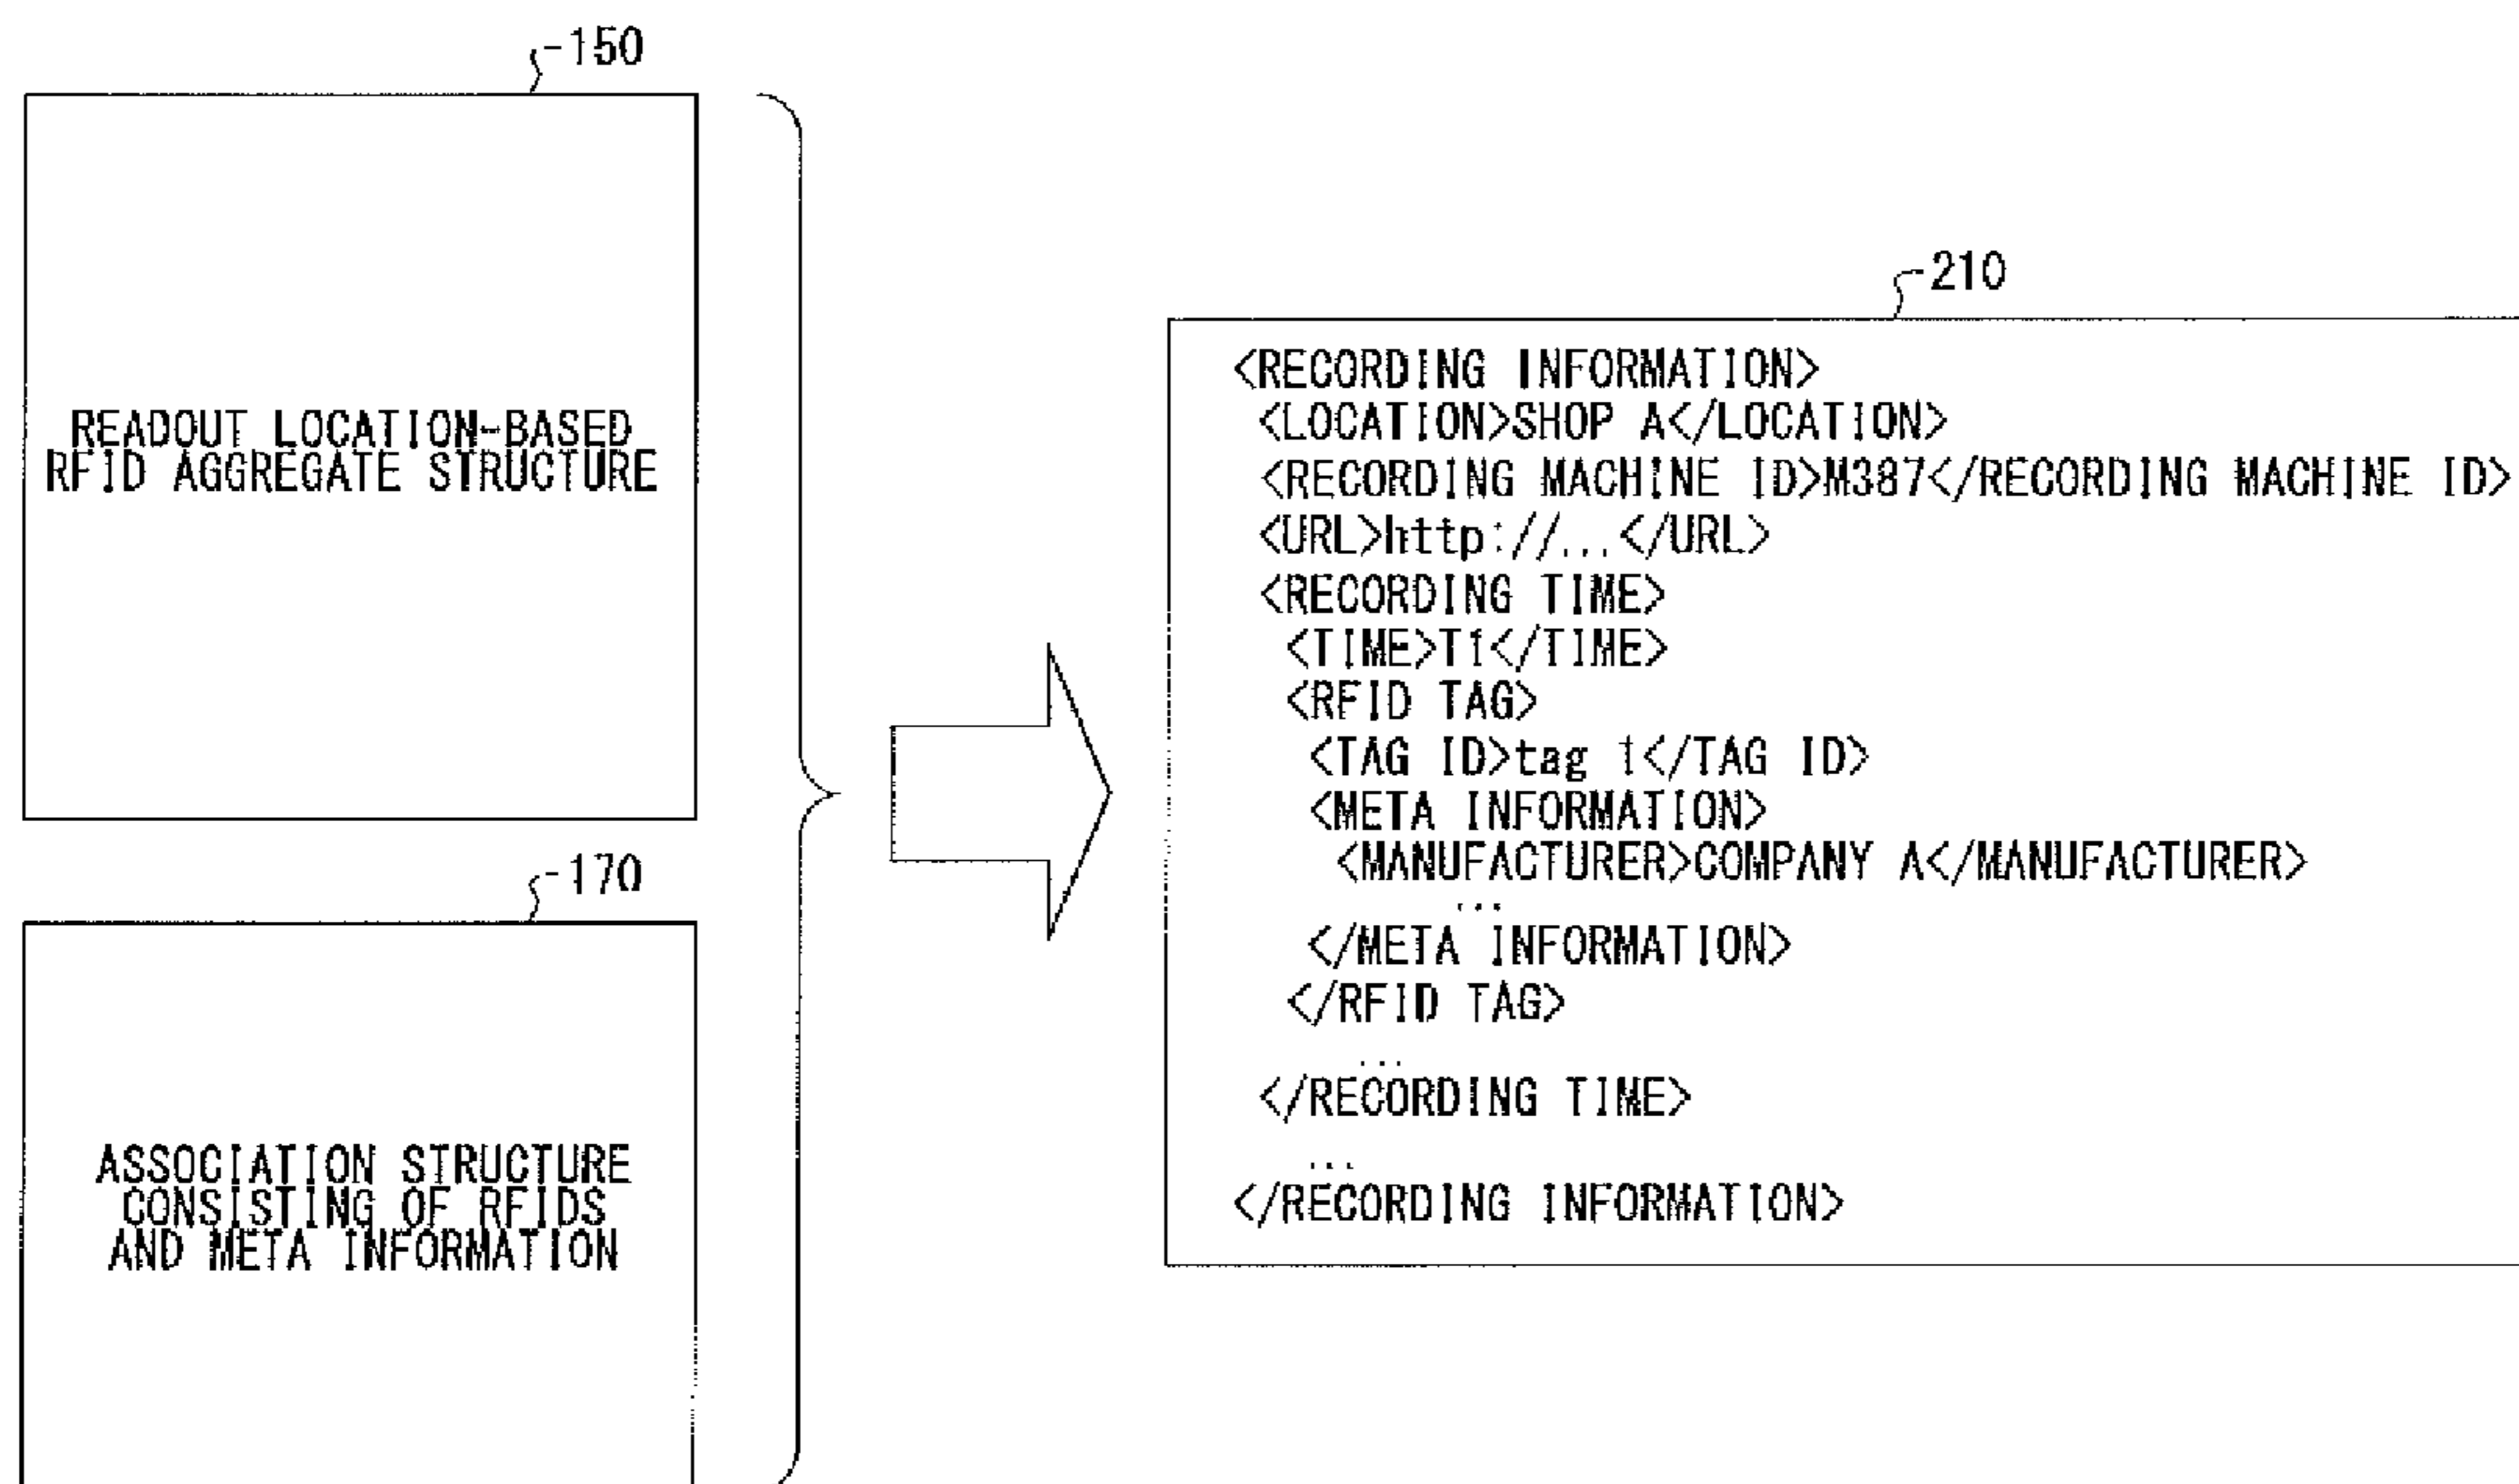 150
READOUT LOCATION-BASED
RFID AGGREGATE STRUCTURE
170
ASSOCIATION STRUCTURE
CONSISTING OF RFIDS
AND META INFORMATION
210
<RECORDING INFORMATION>
<LOCATION>SHOP A</LOCATION>
<RECORDING MACHINE ID>M387</RECORDING MACHINE ID>
<URL>http://...</URL>
<RECORDING TIME>
<TIME>T1</TIME>
<RFID TAG>
<TAG ID>tag 1</TAG ID>
<META INFORMATION>
<MANUFACTURER>COMPANY A</MANUFACTURER>
...
</META INFORMATION>
</RFID TAG>
...
</RECORDING TIME>
...
</RECORDING INFORMATION>